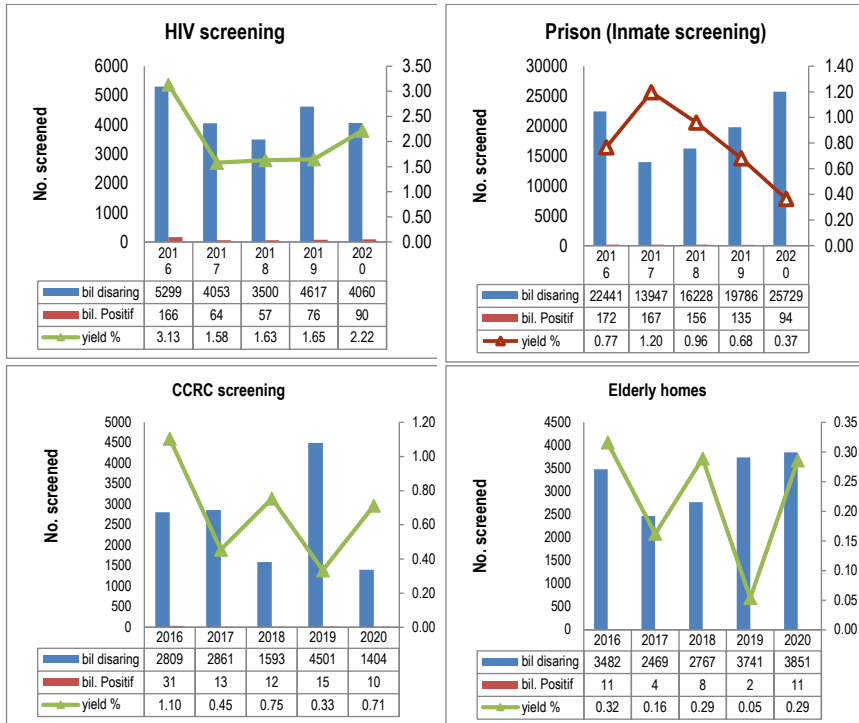 HIV screening
6000
5000
4000
3000
2000
1000
0
3.50
3.00
2.50
2.00
1.50
1.00
0.50
0.00
No. screened
201 201 201 201 202
6 7 8 9 0
bil disaring 5299 4053 3500 4617 4060
bil. Positif 166 64 57 76 90
yield % 3.13 1.58 1.63 1.65 2.22
Prison (Inmate screening)
30000
25000
20000
15000
10000
5000
0
1.40
1.20
1.00
0.80
0.60
0.40
0.20
0.00
No. screened
201 201 201 201 202
6 7 8 9 0
bil disaring 22441 13947 16228 19786 25729
bil. Positif 172 167 156 135 94
yield % 0.77 1.20 0.96 0.68 0.37
CCRC screening
5000
4500
4000
3500
3000
2500
2000
1500
1000
500
0
1.20
1.00
0.80
0.60
0.40
0.20
0.00
No. screened
2016 2017 2018 2019 2020
bil disaring 2809 2861 1593 4501 1404
bil. Positif 31 13 12 15 10
yield % 1.10 0.45 0.75 0.33 0.71
Elderly homes
4500
4000
3500
3000
2500
2000
1500
1000
500
0
0.35
0.30
0.25
0.20
0.15
0.10
0.05
0.00
No. screened
2016 2017 2018 2019 2020
bil disaring 3482 2469 2767 3741 3851
bil. Positif 11 4 8 2 11
yield % 0.32 0.16 0.29 0.05 0.29